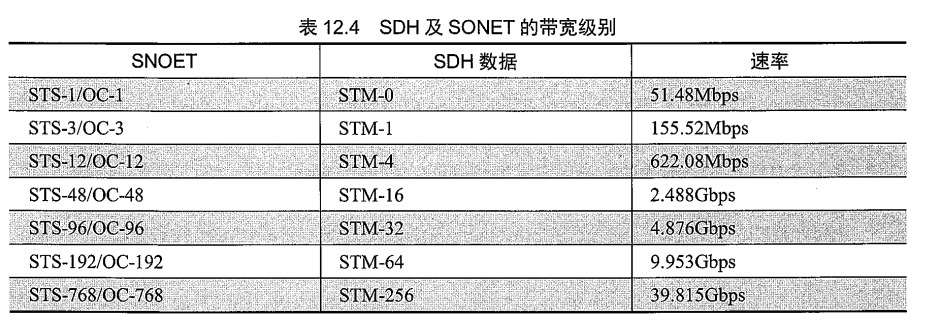 表 12.4 SDH 及 SONET 的带宽级别
SNOET SDH 数据 速率
STS-1/OC-1 STM-0 51.48Mbps
STS-3/OC-3 STM-1 155.52Mbps
STS-12/OC-12 STM-4 622.08Mbps
STS-48/OC-48 STM-16 2.488Gbps
STS-96/OC-96 STM-32 4.876Gbps
STS-192/OC-192 STM-64 9.953Gbps
STS-768/OC-768 STM-256 39.815Gbps